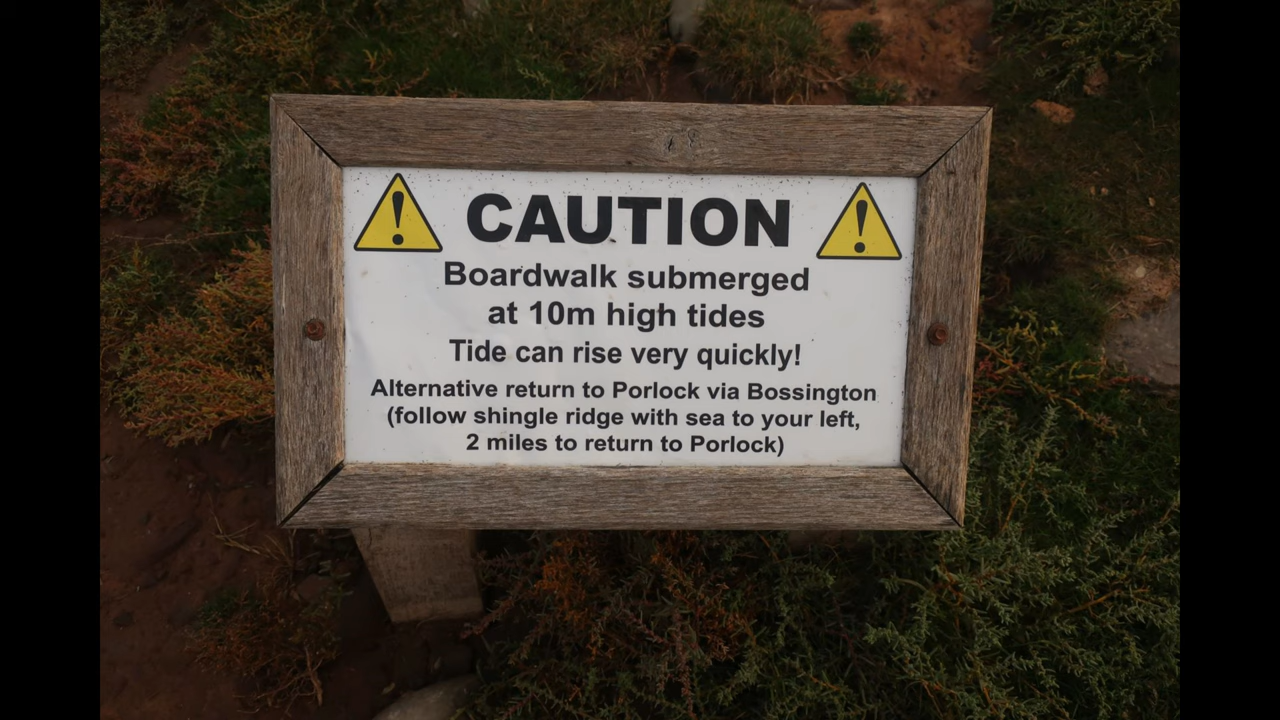 CAUTION
Boardwalk submerged
at 10m high tides
Tide can rise very quickly!
Alternative return to Porlock via Bossington
(follow shingle ridge with sea to your left,
2 miles to return to Porlock)